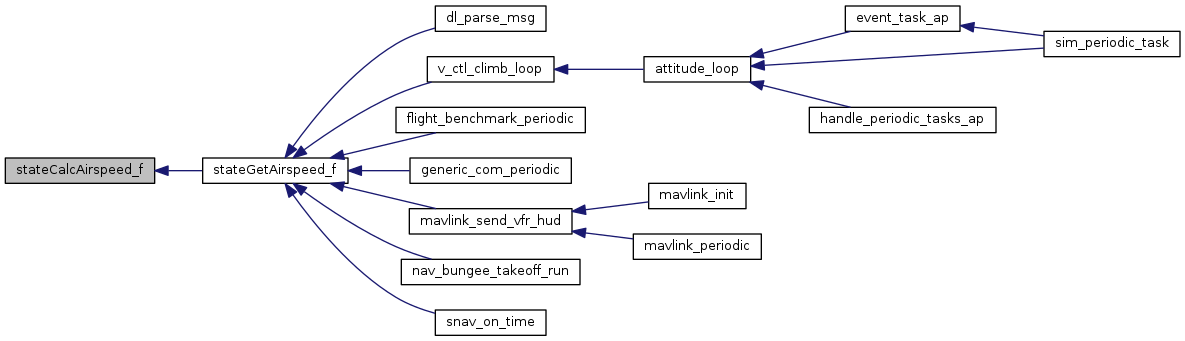 dl_parse_msg
event_task_ap
sim_periodic_task
v_ctl_climb_loop
attitude_loop
flight_benchmark_periodic
handle_periodic_tasks_ap
stateCalcAirspeed_f
stateGetAirspeed_f
generic_com_periodic
mavlink_init
mavlink_send_vfr_hud
mavlink_periodic
nav_bungee_takeoff_run
snav_on_time